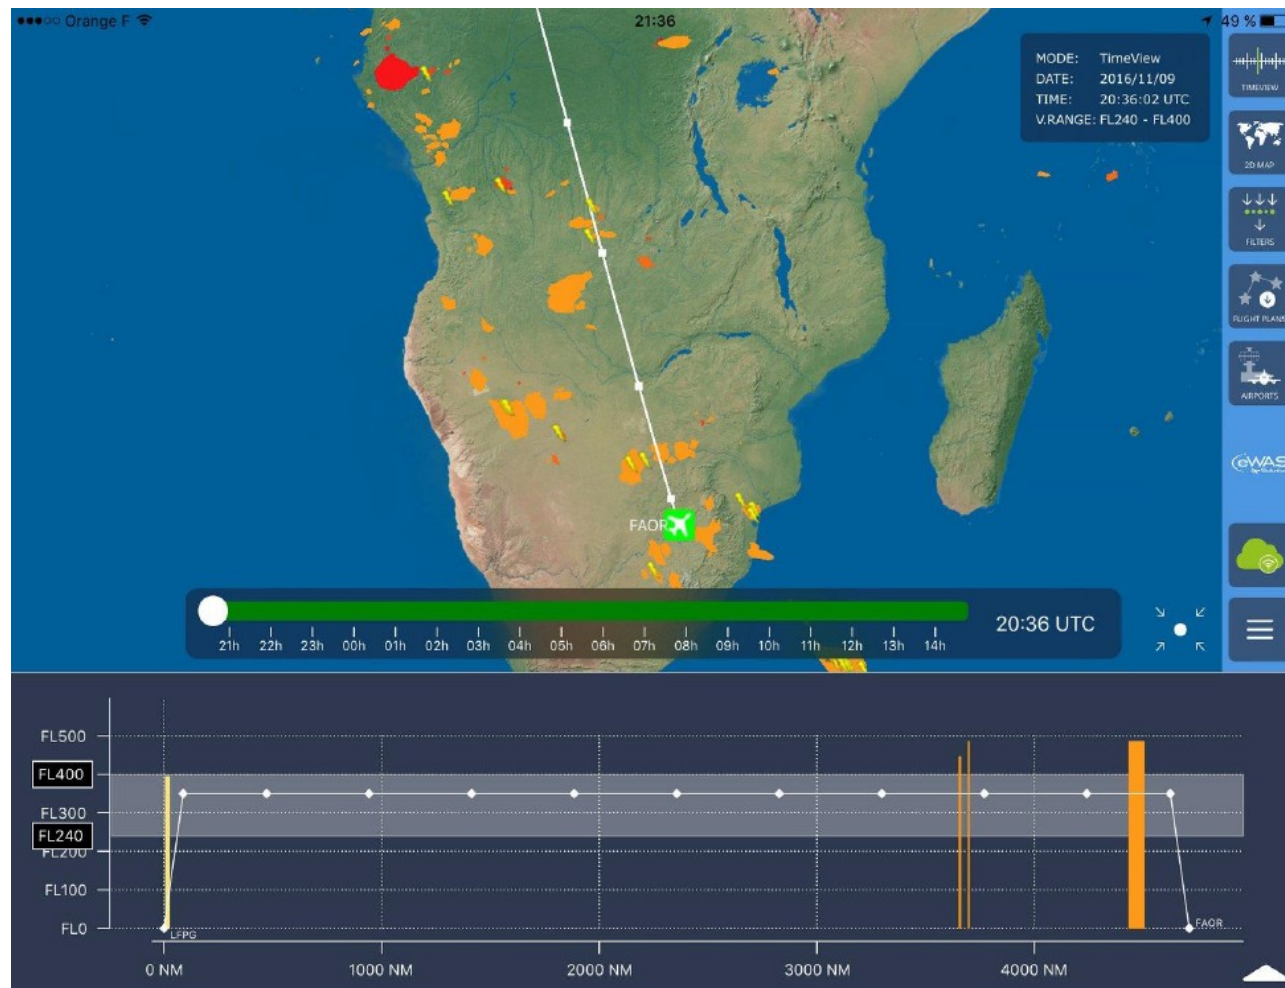 Orange F
21:36
49 %
MODE: TimeView
DATE: 2016/11/09
TIME: 20:36:02 UTC
V.RANGE: FL240 - FL400
TIMEVIEW
2D MAP
FILTERS
FLIGHT PLANS
AIRPORTS
eWAS
FAOR
20:36 UTC
21h 22h 23h 00h 01h 02h 03h 04h 05h 06h 07h 08h 09h 10h 11h 12h 13h 14h
FL500
FL400
FL300
FL240
FL200
FL100
FL0
LFPG
FAOR
0 NM 1000 NM 2000 NM 3000 NM 4000 NM